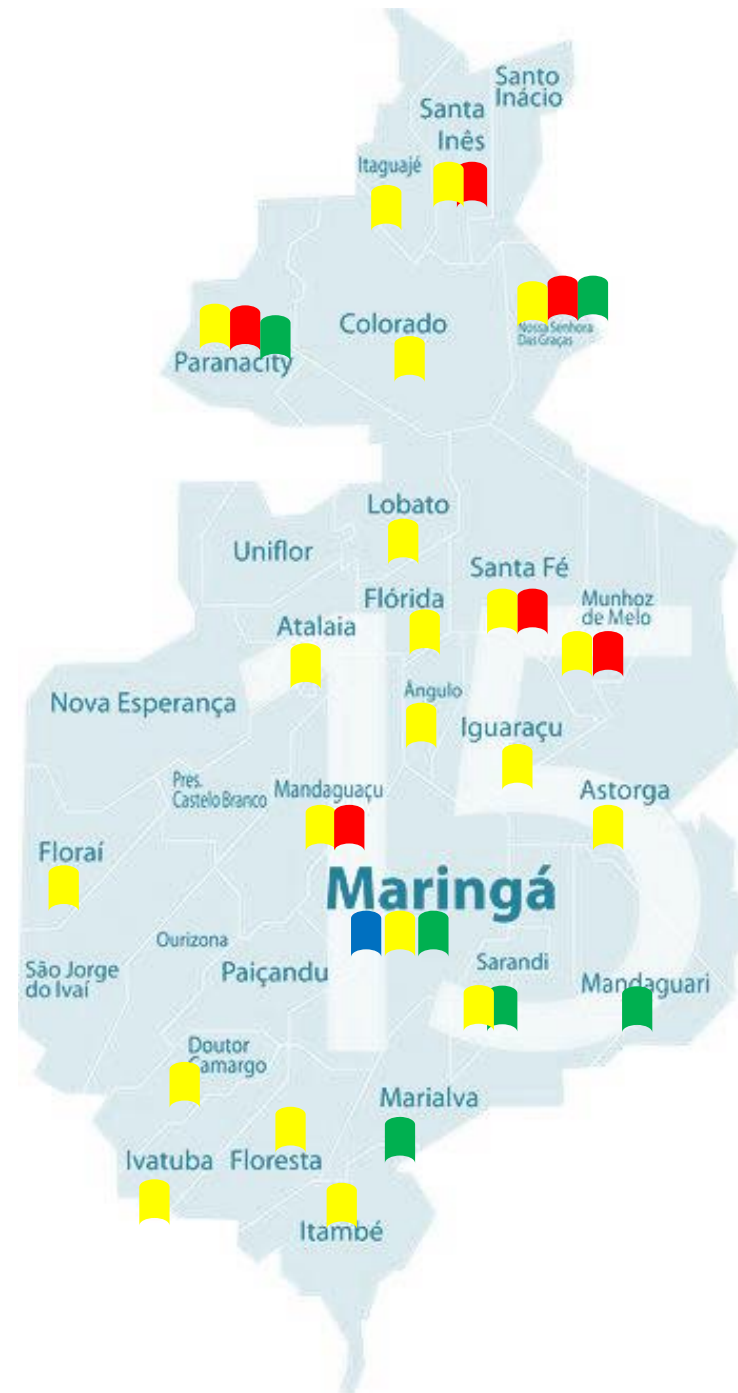 Santo
Inácio
Santa
Inês
Itaguajé
Nossa Senhora
Das Graças
Colorado
Paranacity
Lobato
Uniflor
Santa Fé
Flórida
Munhoz
de Melo
Atalaia
Ângulo
Nova Esperança
Iguaraçu
Pres.
Castelo Branco
Mandaguaçu
Astorga
Floraí
Maringá
15
Ourizona
São Jorge
do Ivaí
Paiçandu
Sarandi
Mandaguari
Doutor
Camargo
Marialva
Ivatuba
Floresta
Itambé